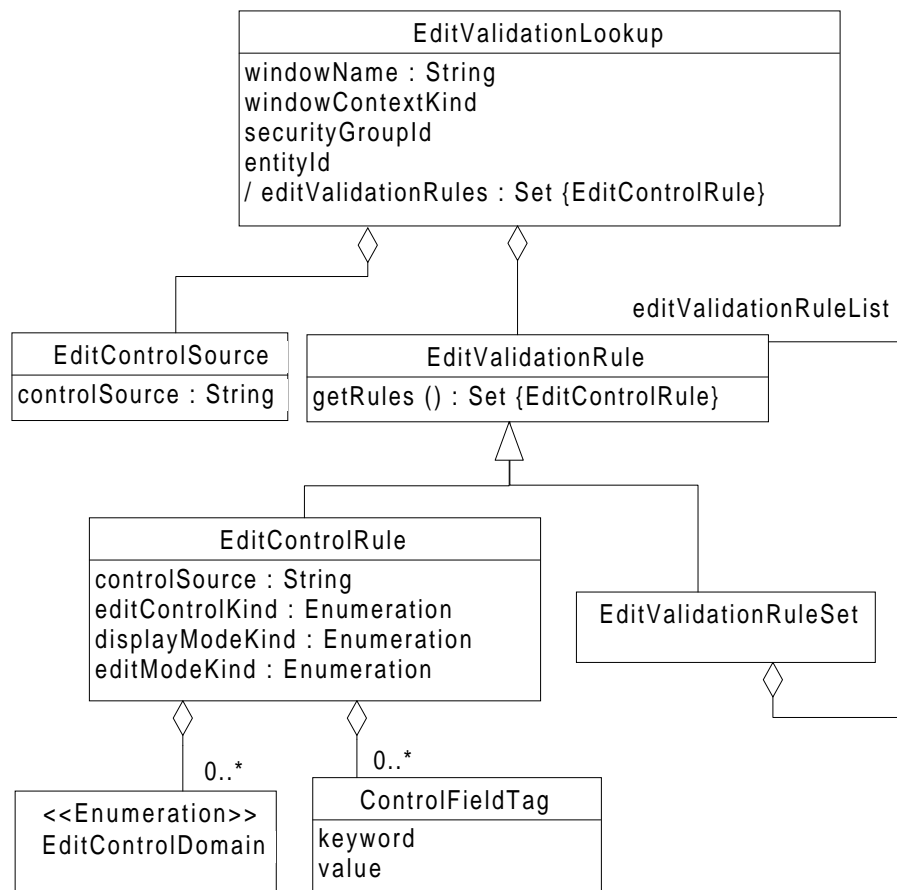 EditValidationLookup
windowName : String
windowContextKind
securityGroupId
entityId
/ editValidationRules : Set {EditControlRule}
editValidationRuleList
EditControlSource
controlSource : String
EditValidationRule
getRules () : Set {EditControlRule}
EditControlRule
controlSource : String
editControlKind : Enumeration
displayModeKind : Enumeration
editModeKind : Enumeration
EditValidationRuleSet
0..*
0..*
<<Enumeration>>
EditControlDomain
ControlFieldTag
keyword
value